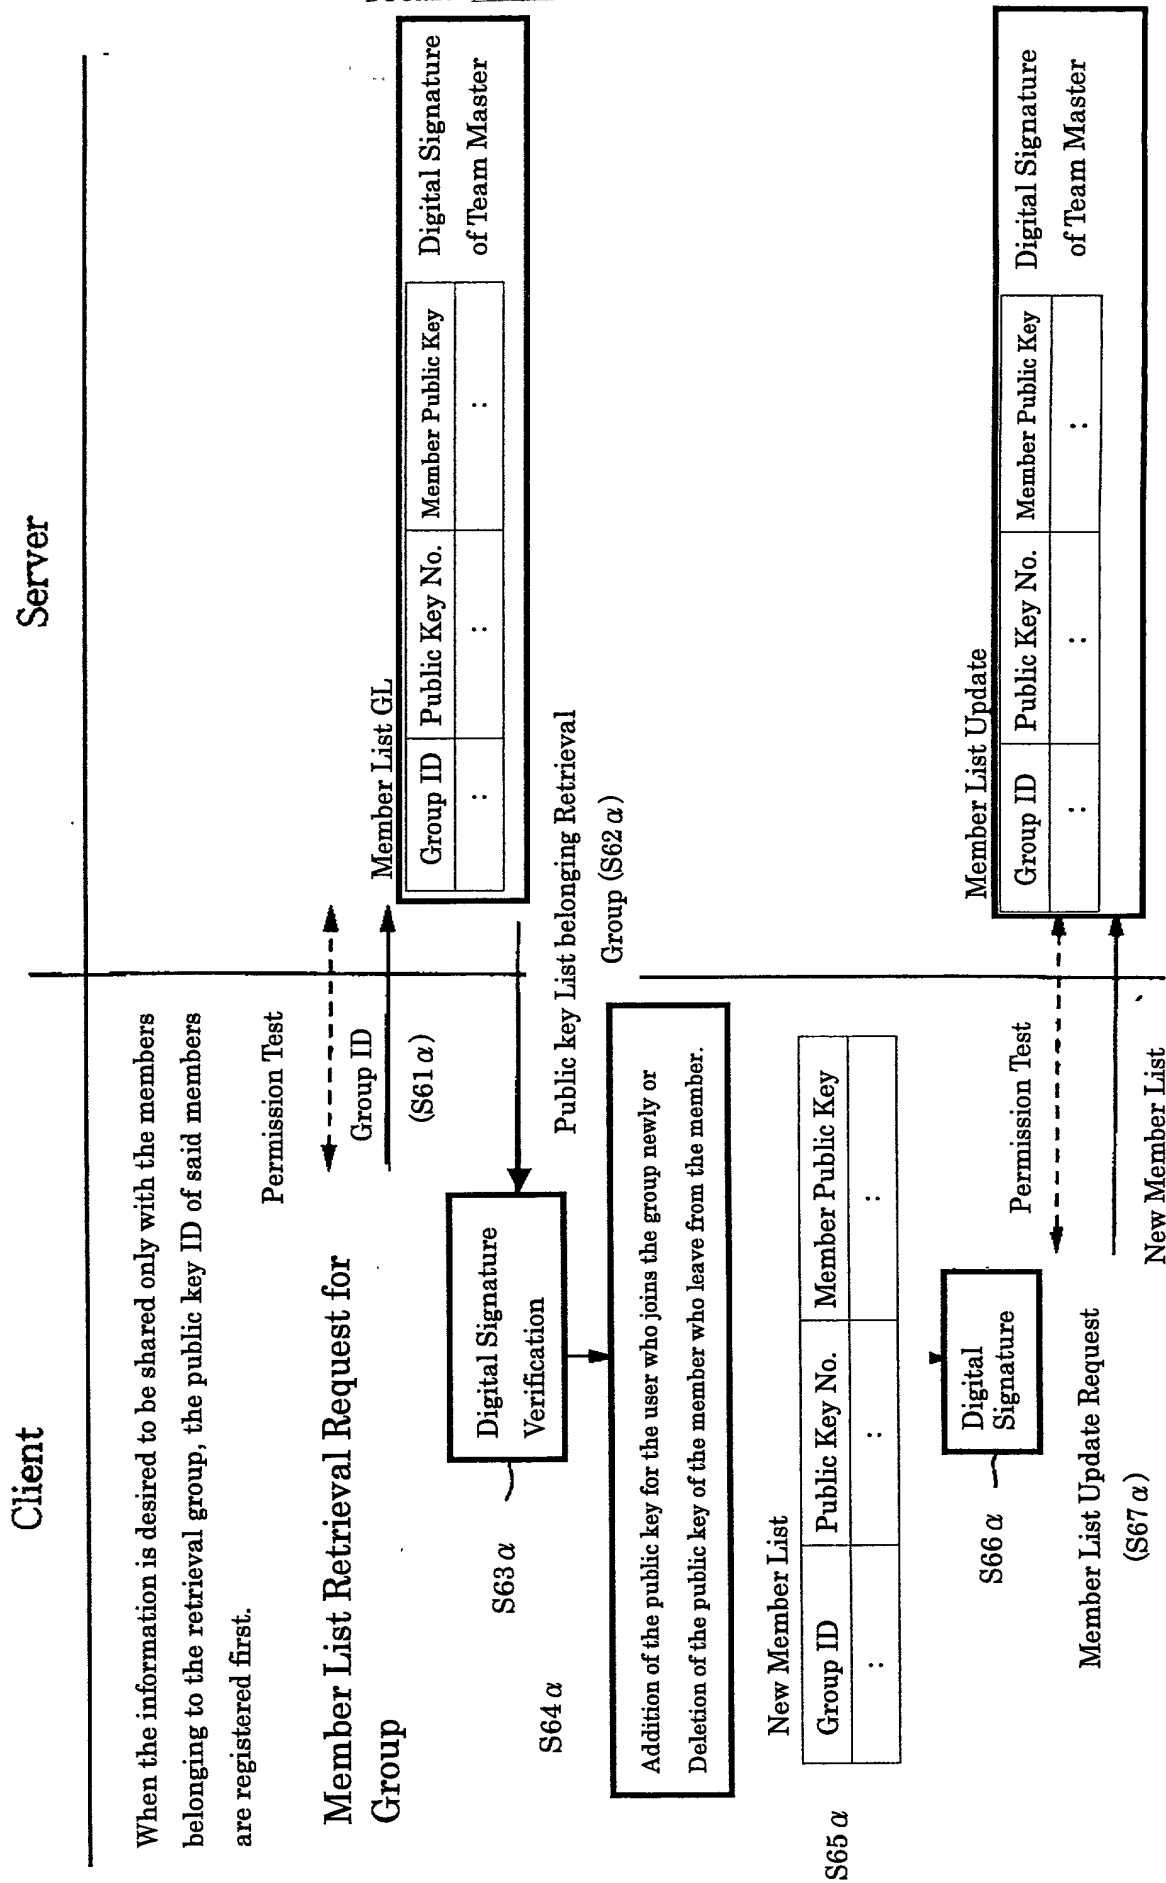 Client
Server
When the information is desired to be shared only with the members
belonging to the retrieval group, the public key ID of said members
are registered first.
Permission Test
Member List Retrieval Request for
Group
Group ID
(S61α)
Member List GL
Group ID
Public Key No.
Member Public Key
:
:
:
Digital Signature
of Team Master
Public key List belonging Retrieval
Group (S62α)
Digital Signature
Verification
S63α
S64α
Addition of the public key for the user who joins the group newly or
Deletion of the public key of the member who leave from the member.
New Member List
S65α
Group ID
Public Key No.
Member Public Key
:
:
:
Digital
Signature
S66α
Member List Update Request
(S67α)
Permission Test
New Member List
Member List Update
Group ID
Public Key No.
Member Public Key
:
:
:
Digital Signature
of Team Master